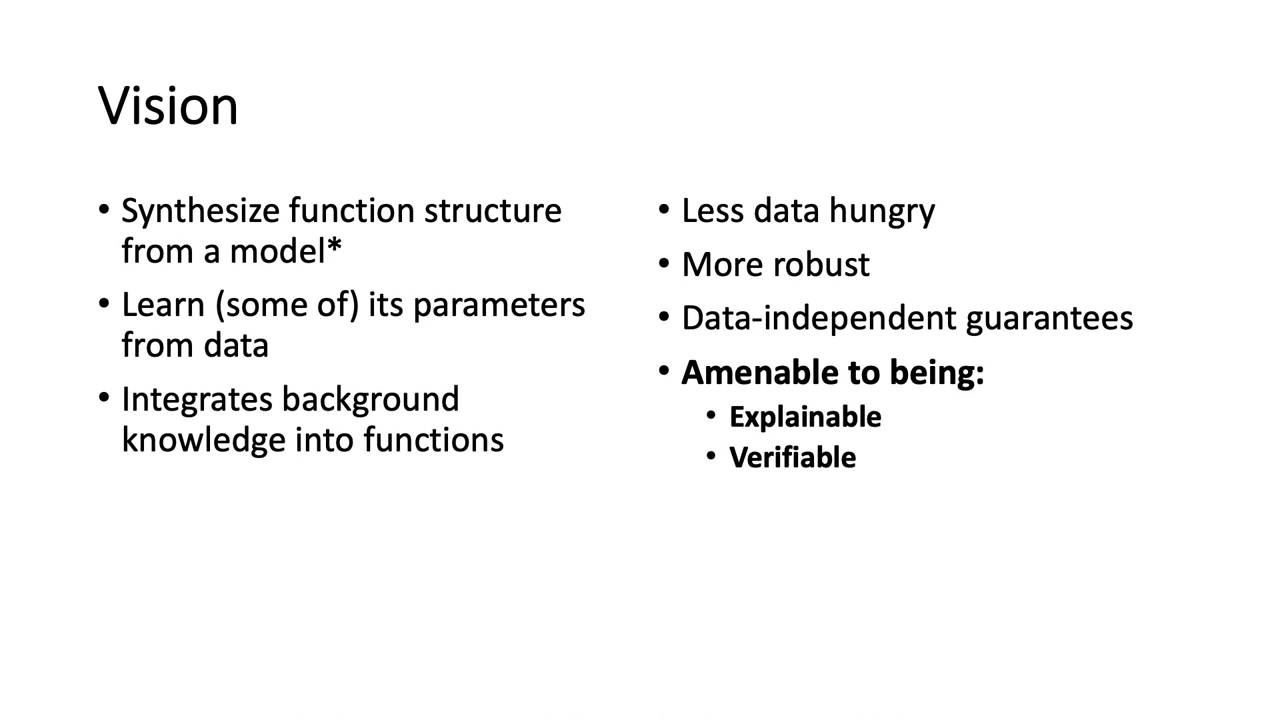 Vision
• Synthesize function structure
from a model*
• Learn (some of) its parameters
from data
• Integrates background
knowledge into functions
• Less data hungry
• More robust
• Data-independent guarantees
• Amenable to being:
• Explainable
• Verifiable